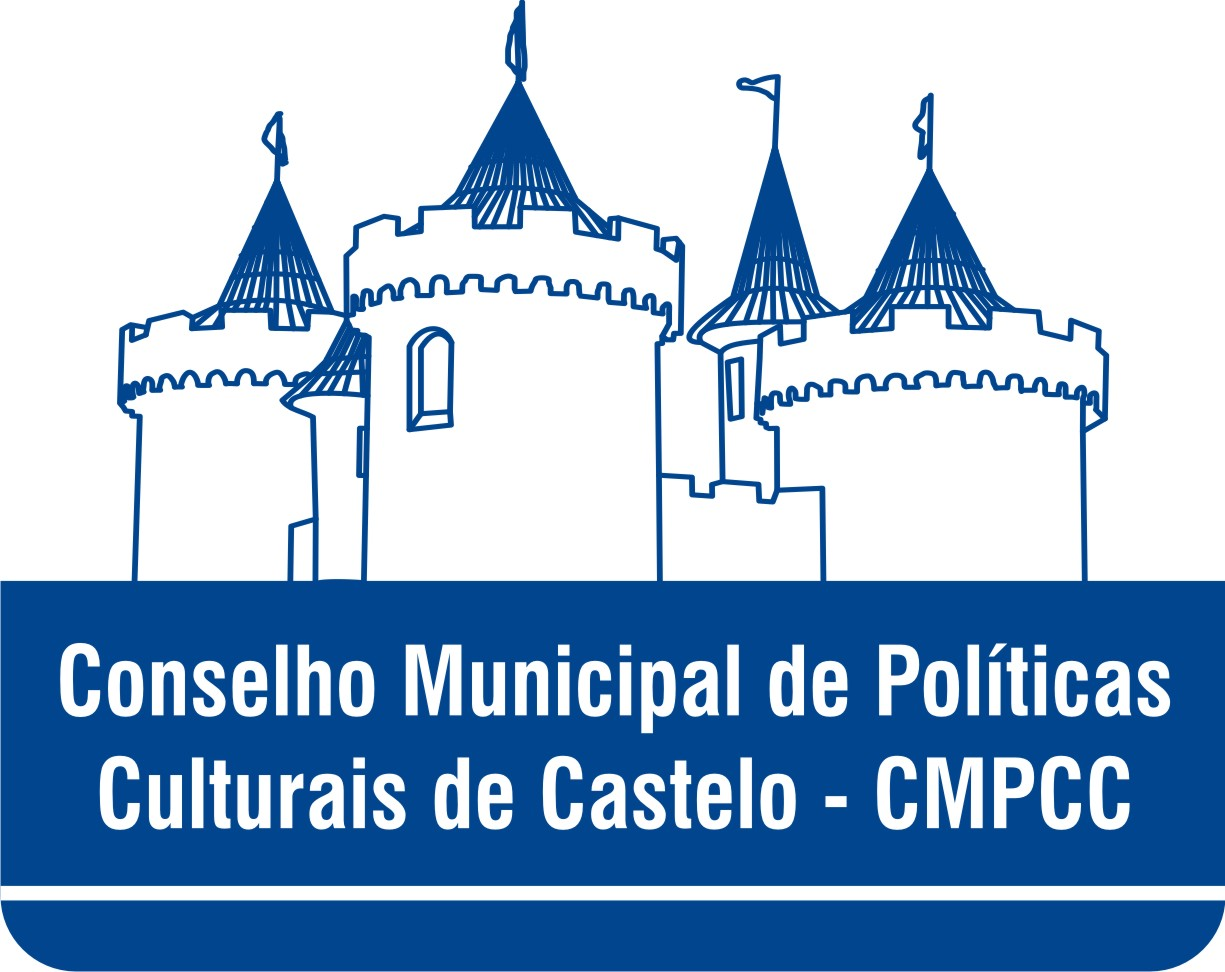 Conselho Municipal de Políticas
Culturais de Castelo - CMPCC